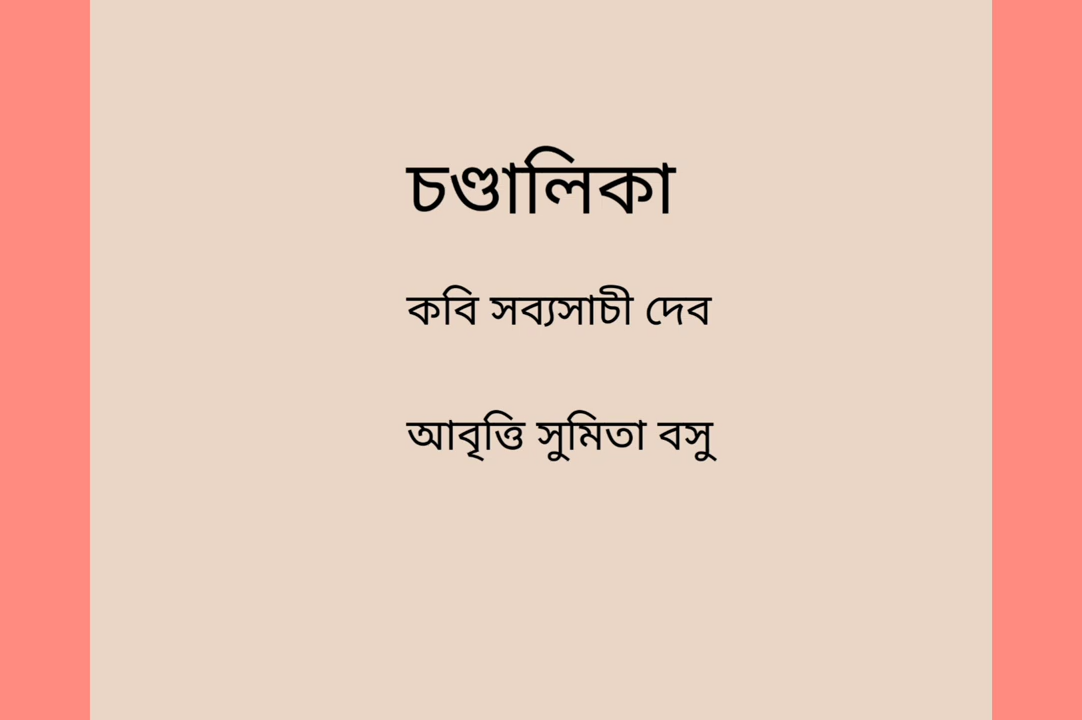 চণ্ডালিকা
কবি সব্যসাচী দেব
আবৃত্তি সুমিতা বসু